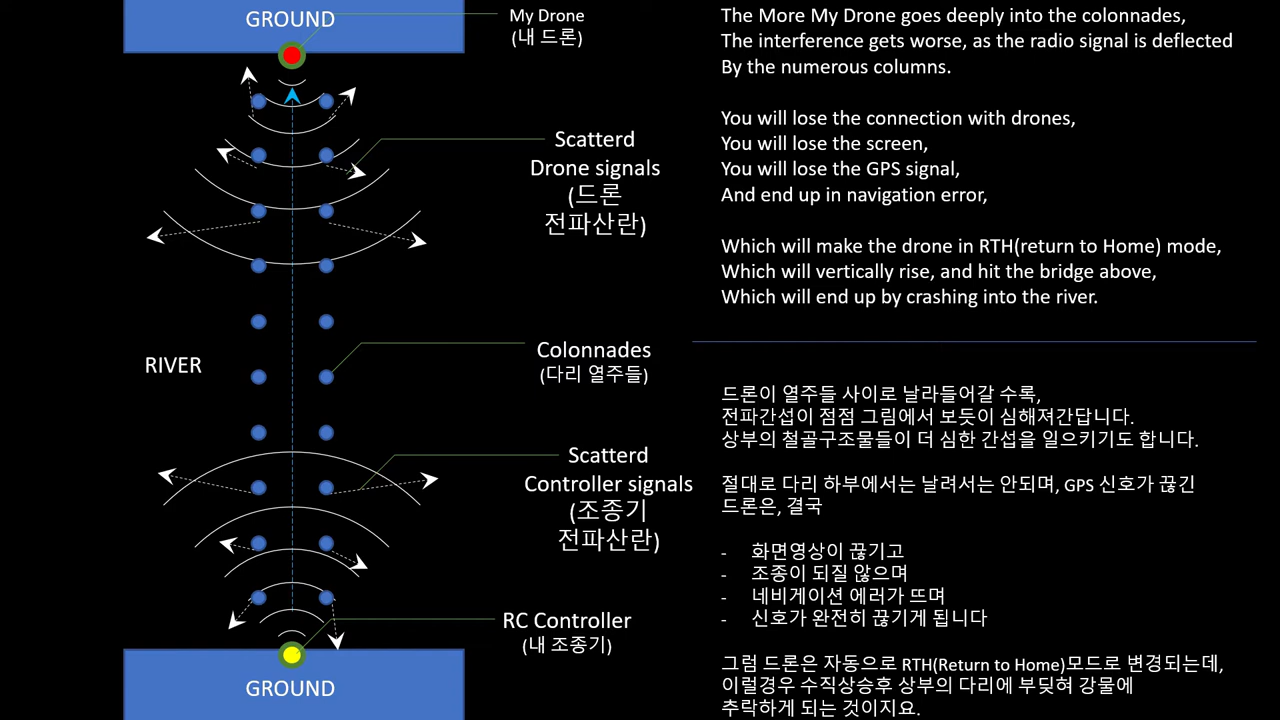 GROUND
My Drone
(내 드론)
Scatterd
Drone signals
(드론
전파산란)
RIVER
Colonnades
(다리 열주들)
Scatterd
Controller signals
(조종기
전파산란)
RC Controller
(내 조종기)
GROUND
The More My Drone goes deeply into the colonnades,
The interference gets worse, as the radio signal is deflected
By the numerous columns.
You will lose the connection with drones,
You will lose the screen,
You will lose the GPS signal,
And end up in navigation error,
Which will make the drone in RTH(return to Home) mode,
Which will vertically rise, and hit the bridge above,
Which will end up by crashing into the river.
드론이 열주들 사이로 날라들어갈 수록,
전파간섭이 점점 그림에서 보듯이 심해져간답니다.
상부의 철골구조물들이 더 심한 간섭을 일으키기도 합니다.
절대로 다리 하부에서는 날려서는 안되며, GPS 신호가 끊긴
드론은, 결국
- 화면영상이 끊기고
- 조종이 되질 않으며
- 네비게이션 에러가 뜨며
- 신호가 완전히 끊기게 됩니다
그럼 드론은 자동으로 RTH(Return to Home)모드로 변경되는데,
이럴경우 수직상승후 상부의 다리에 부딪혀 강물에
추락하게 되는 것이지요.